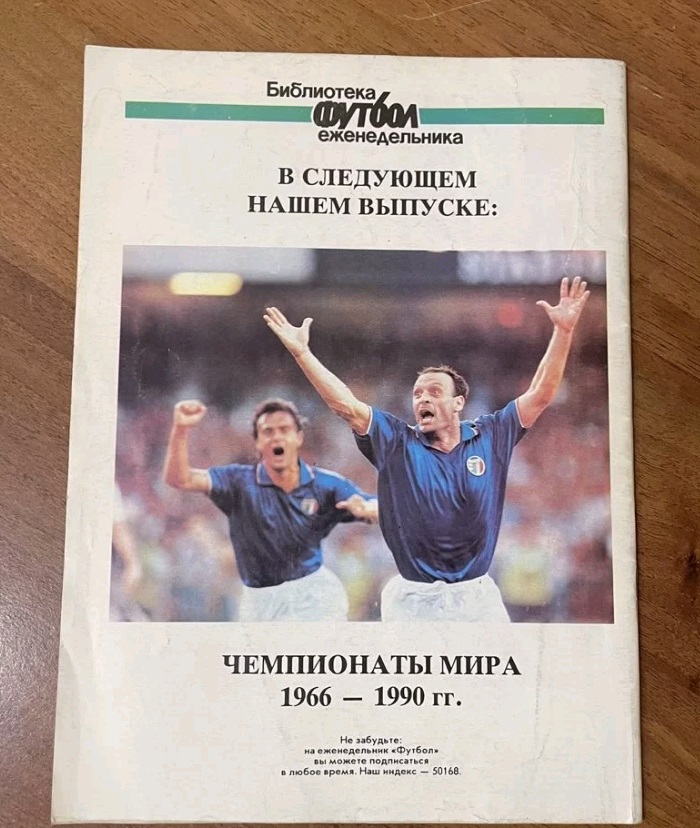 Библиотека
ФУТБОЛ
еженедельника
В СЛЕДУЮЩЕМ
НАШЕМ ВЫПУСКЕ:
ЧЕМПИОНАТЫ МИРА
1966 — 1990 гг.
Не забудьте:
на еженедельник «Футбол»
вы можете подписаться
в любое время. Наш индекс — 50168.